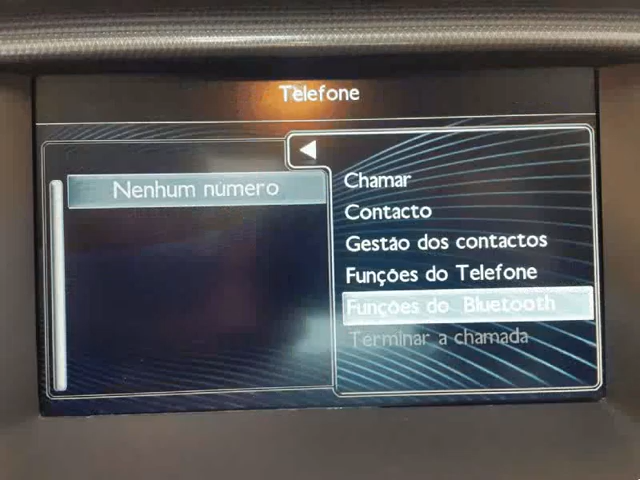 Telefone
Nenhum número
Chamar
Contacto
Gestão dos contactos
Funções do Telefone
Funções do Bluetooth
Terminar a chamada